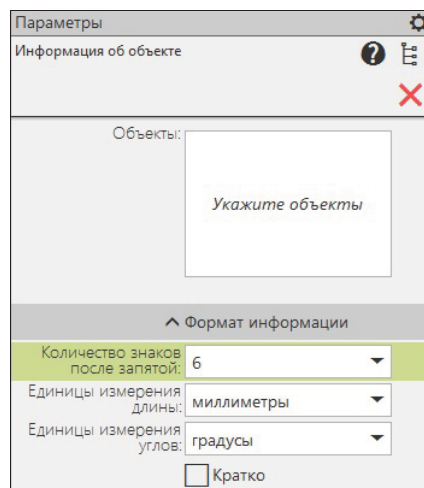 Параметры
Информация об объекте
?
Объекты:
Укажите объекты
Формат информации
Количество знаков
после запятой:
6
Единицы измерения
длины:
миллиметры
Единицы измерения
углов:
градусы
Кратко